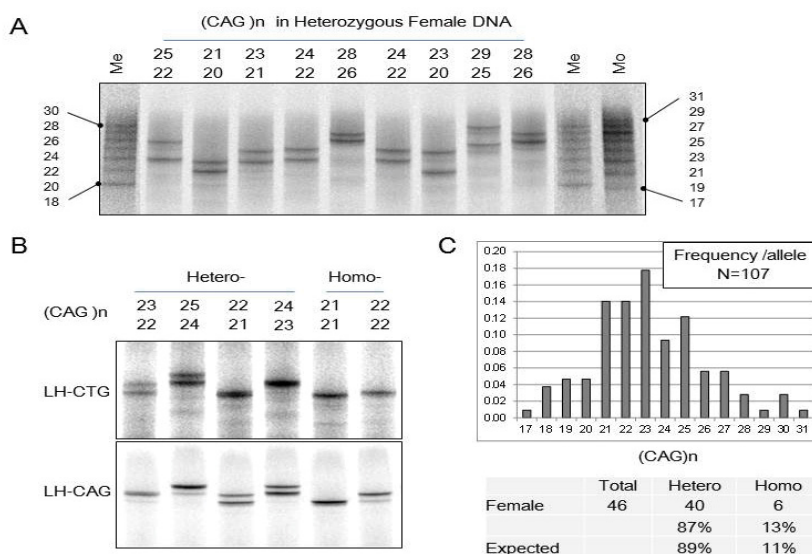 A
(CAG )n in Heterozygous Female DNA
Me
25 21 23 24 28 24 23 29 28
22 20 21 22 26 22 20 25 26
Me
Mo
30
28
26
24
22
20
18
31
29
27
25
23
21
19
17
B
Hetero- Homo-
(CAG )n
23 25 22 24 21 22
22 24 21 23 21 22
LH-CTG
LH-CAG
C
Frequency /allele
N=107
0.20
0.18
0.16
0.14
0.12
0.10
0.08
0.06
0.04
0.02
0.00
17 18 19 20 21 22 23 24 25 26 27 28 29 30 31
(CAG)n
Total Hetero Homo
Female 46 40 6
87% 13%
Expected 89% 11%